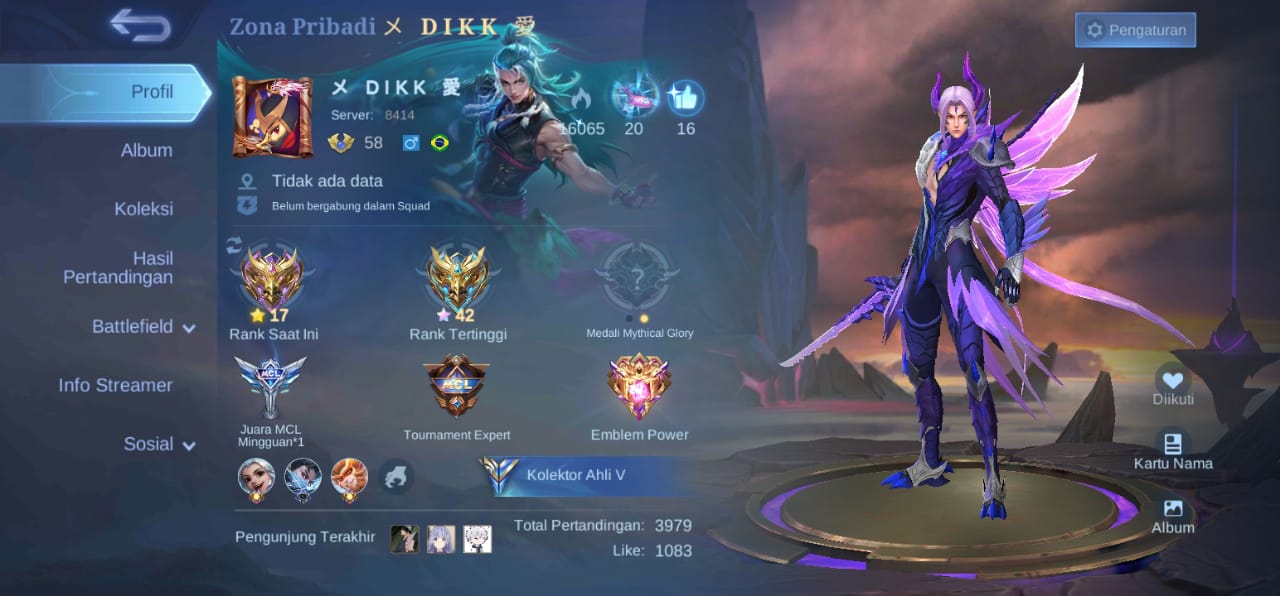 Zona Pribadi メ DIKK 愛
Pengaturan
Profil
Album
Koleksi
Hasil
Pertandingan
Battlefield
Info Streamer
Sosial
メ DIKK 愛
Server: 8414
58
16065
20
16
Tidak ada data
Belum bergabung dalam Squad
17
Rank Saat Ini
42
Rank Tertinggi
?
Medali Mythical Glory
MCL
Juara MCL
Mingguan*1
MCL
Tournament Expert
Emblem Power
Kolektor Ahli V
Pengunjung Terakhir
Total Pertandingan: 3979
Like: 1083
Diikuti
Kartu Nama
Album